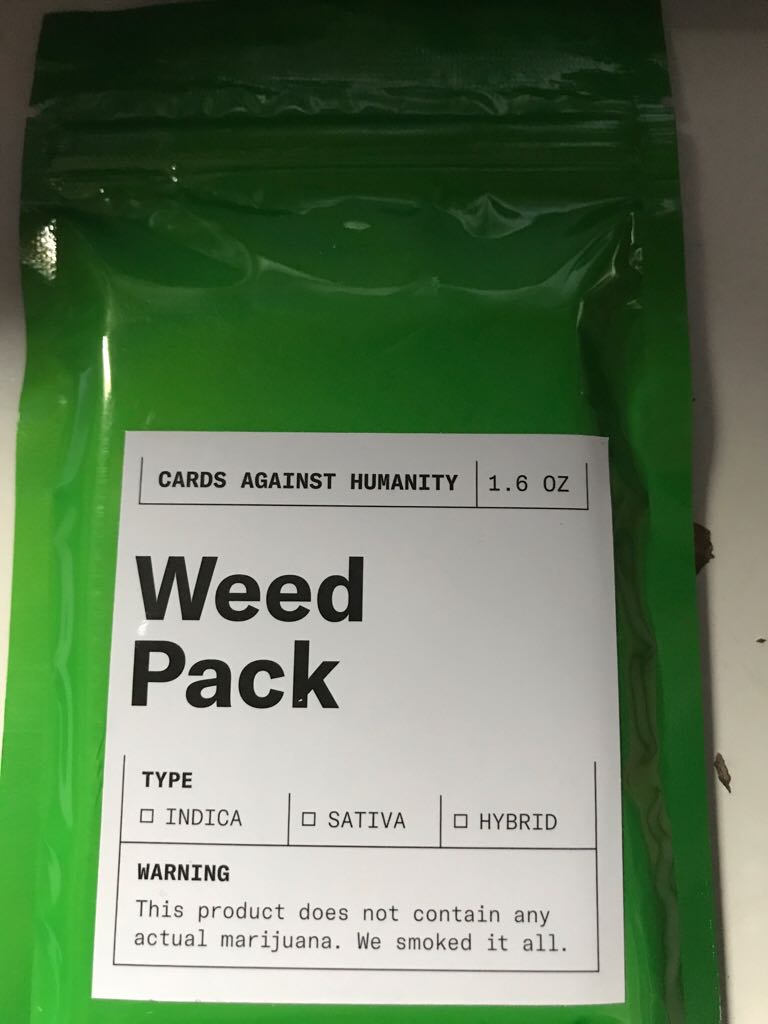 CARDS AGAINST HUMANITY 1.6 OZ
Weed
Pack
TYPE
☐ INDICA ☐ SATIVA ☐ HYBRID
WARNING
This product does not contain any
actual marijuana. We smoked it all.